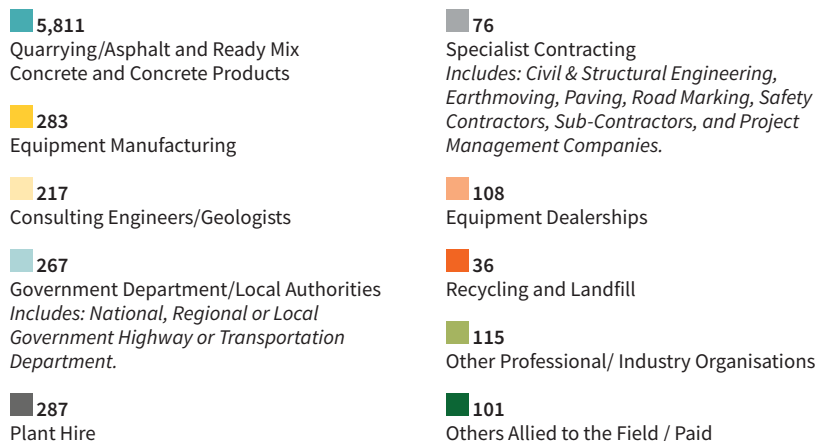 5,811
Quarrying/Asphalt and Ready Mix
Concrete and Concrete Products
283
Equipment Manufacturing
217
Consulting Engineers/Geologists
267
Government Department/Local Authorities
Includes: National, Regional or Local
Government Highway or Transportation
Department.
287
Plant Hire
76
Specialist Contracting
Includes: Civil & Structural Engineering,
Earthmoving, Paving, Road Marking, Safety
Contractors, Sub-Contractors, and Project
Management Companies.
108
Equipment Dealerships
36
Recycling and Landfill
115
Other Professional/ Industry Organisations
101
Others Allied to the Field / Paid